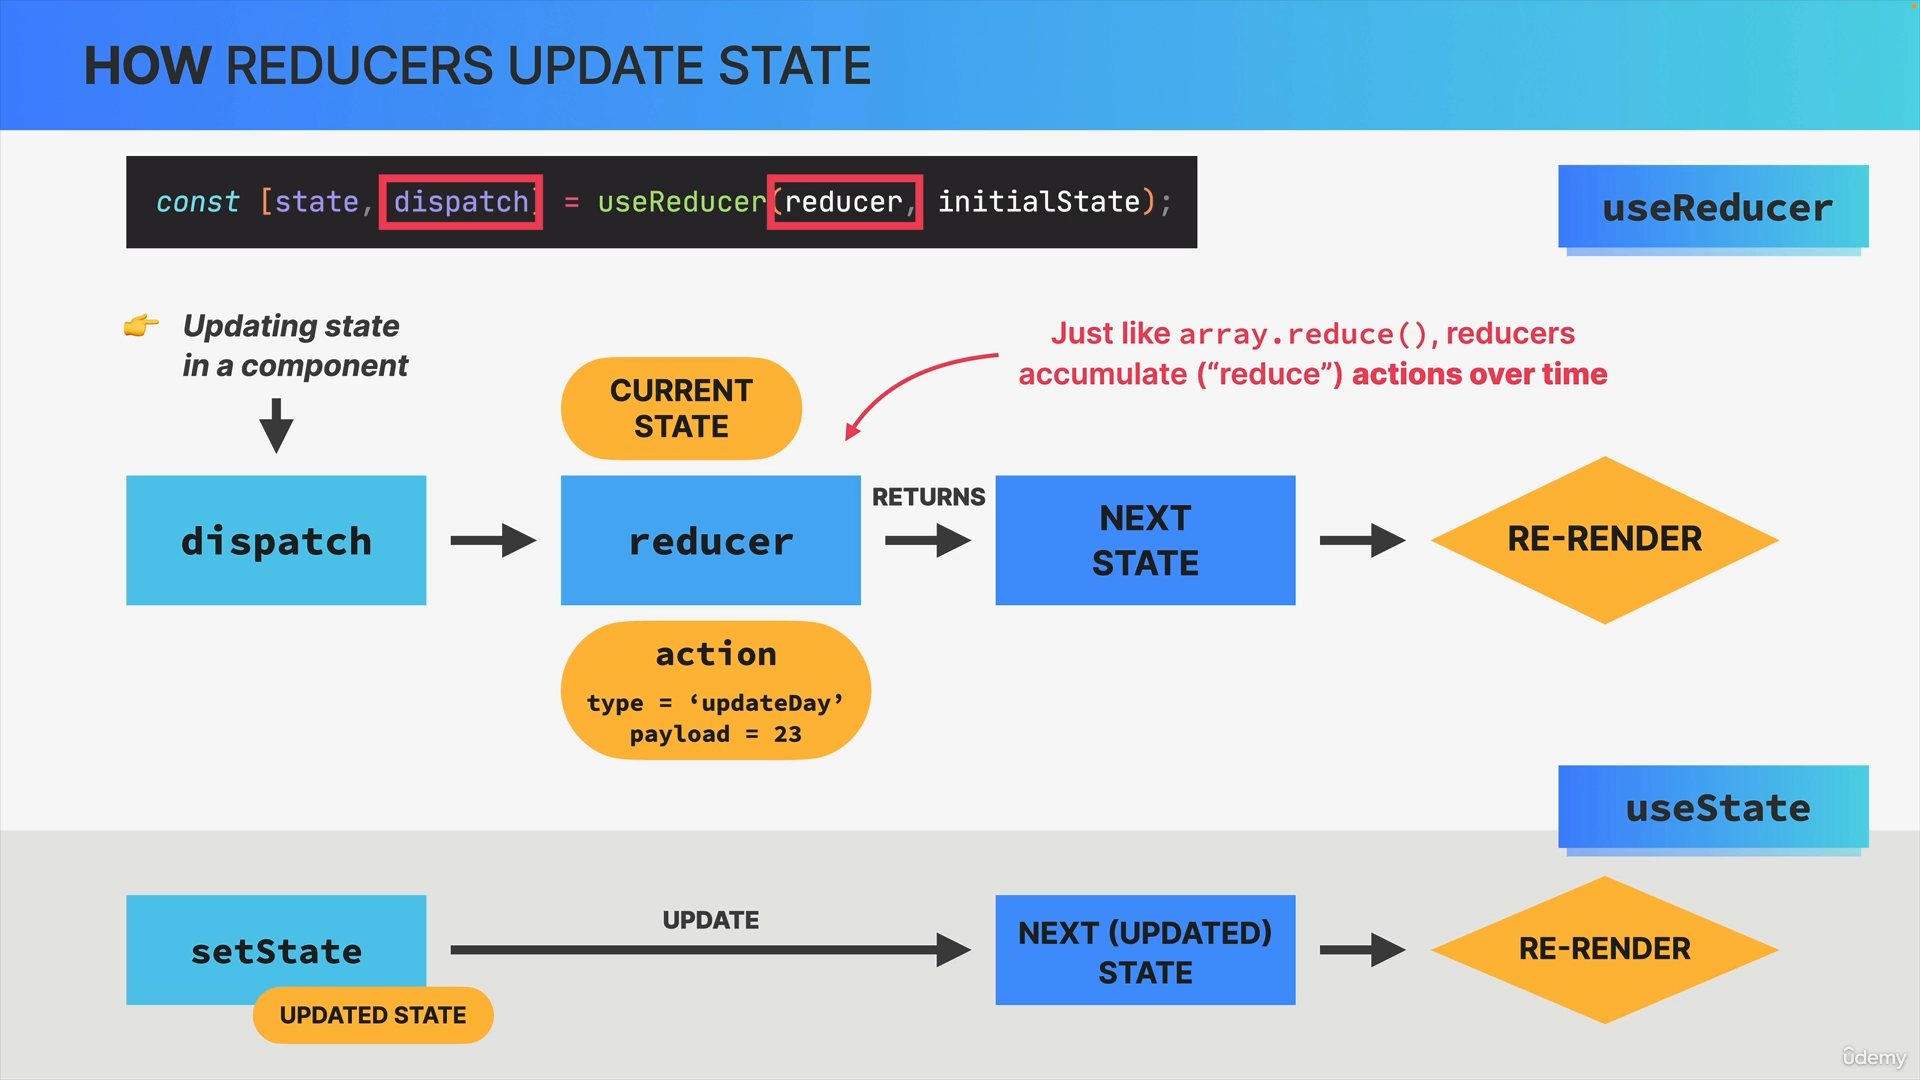 HOW REDUCERS UPDATE STATE
const [state, dispatch] = useReducer(reducer, initialState);
useReducer
Updating state
in a component
Just like array.reduce(), reducers
accumulate (“reduce”) actions over time
CURRENT
STATE
dispatch
reducer
RETURNS
NEXT
STATE
RE-RENDER
action
type = ‘updateDay’
payload = 23
useState
setState
UPDATED STATE
UPDATE
NEXT (UPDATED)
STATE
RE-RENDER
ûdemy